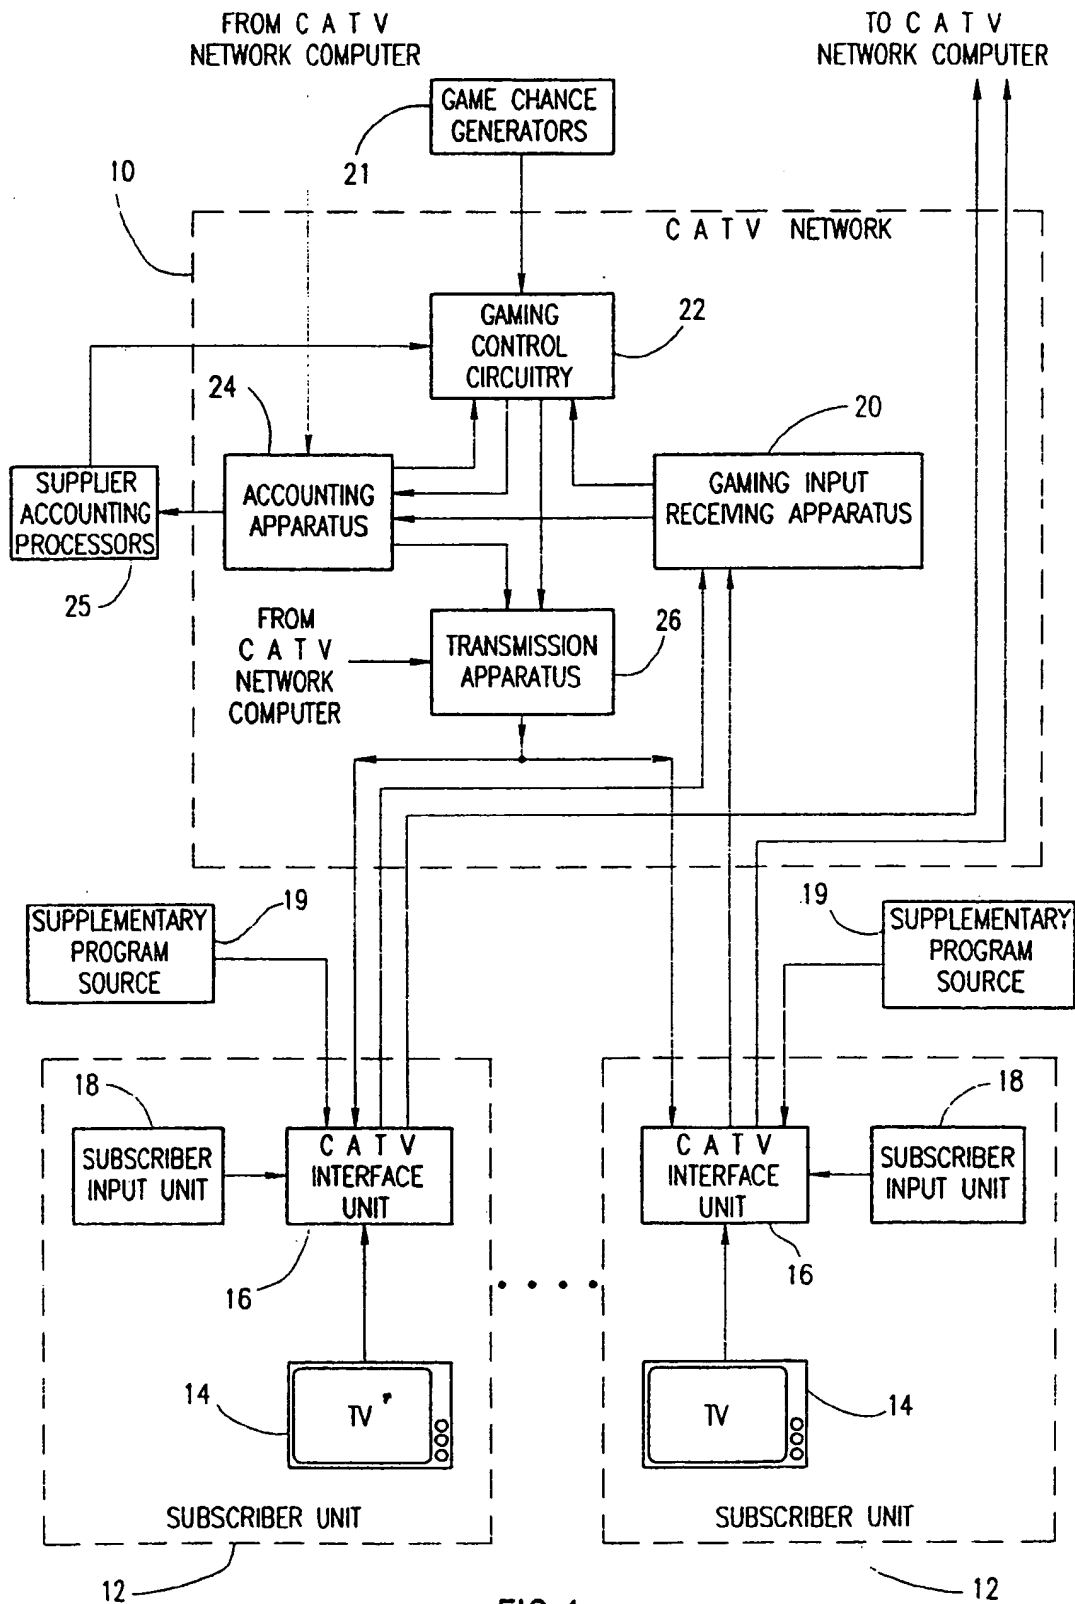 FROM C A T V
NETWORK COMPUTER
TO C A T V
NETWORK COMPUTER
GAME CHANCE
GENERATORS
21
10
C A T V NETWORK
GAMING
CONTROL
CIRCUITRY
22
24
20
SUPPLIER
ACCOUNTING
PROCESSORS
25
ACCOUNTING
APPARATUS
GAMING INPUT
RECEIVING APPARATUS
FROM
C A T V
NETWORK
COMPUTER
TRANSMISSION
APPARATUS
26
SUPPLEMENTARY
PROGRAM
SOURCE
19
19
SUPPLEMENTARY
PROGRAM
SOURCE
18
SUBSCRIBER
INPUT UNIT
C A T V
INTERFACE
UNIT
16
C A T V
INTERFACE
UNIT
16
18
SUBSCRIBER
INPUT UNIT
14
TV
TV
14
SUBSCRIBER UNIT
SUBSCRIBER UNIT
12
12